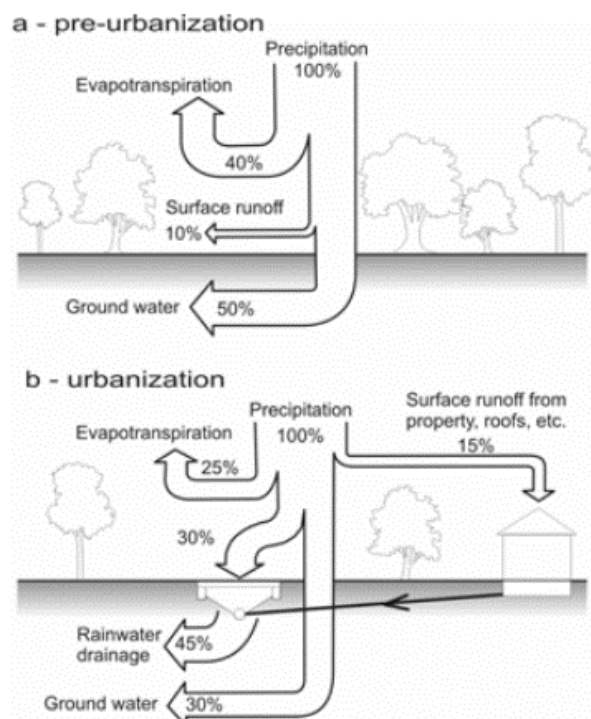 a - pre-urbanization
Precipitation
100%
Evapotranspiration
40%
Surface runoff
10%
Ground water
50%
b - urbanization
Surface runoff from
property, roofs, etc.
15%
Precipitation
100%
Evapotranspiration
25%
30%
Rainwater
drainage
45%
Ground water
30%